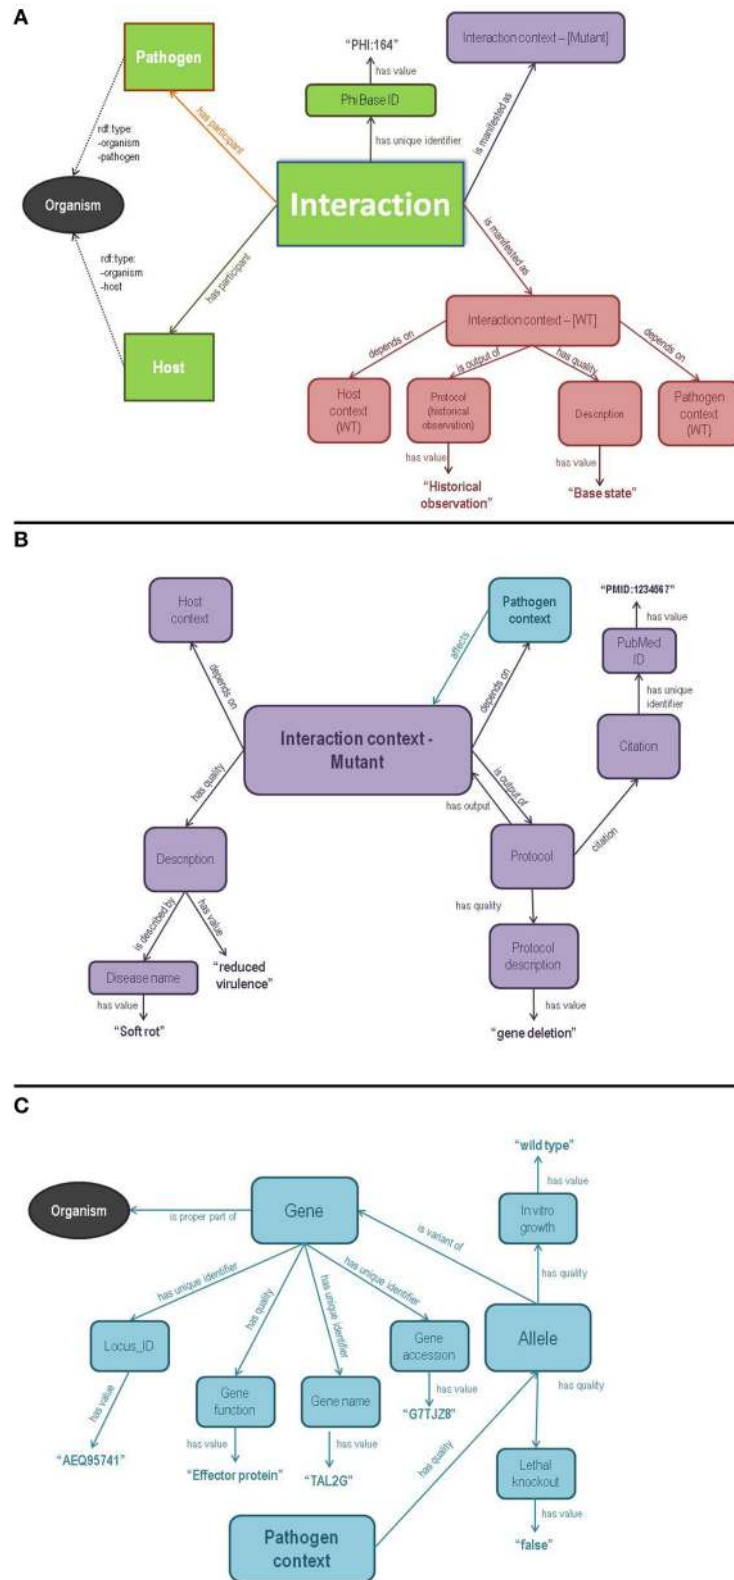 A
Pathogen
"PHI:164"
has value
Phi Base ID
has unique identifier
Interaction context – [Mutant]
is manifested as
has participant
rdf:type:
-organism
-pathogen
Organism
Interaction
rdf:type:
-organism
-host
has participant
is manifested as
Host
Interaction context – [WT]
depends on
is output of
has quality
depends on
Host
context
(WT)
Protocol
(historical
observation)
Description
Pathogen
context
(WT)
has value
has value
"Historical
observation"
"Base state"
B
Host
context
Pathogen
context
"PMID:1234567"
has value
PubMed
ID
affects
depends on
depends on
has unique
identifier
Interaction context -
Mutant
Citation
has quality
is output of
has output
citation
Description
Protocol
is described by
has value
has quality
Disease name
"reduced
virulence"
Protocol
description
has value
has value
"Soft rot"
"gene deletion"
C
"wild type"
has value
Organism
is proper part of
Gene
In vitro
growth
is variant of
has unique identifier
has quality
has unique identifier
has unique identifier
has quality
Locus_ID
Gene
accession
Allele
has value
Gene
function
Gene name
has value
has quality
"G7TJZ8"
"AEQ95741"
has value
has value
has quality
"Effector protein"
"TAL2G"
Lethal
knockout
has value
Pathogen
context
"false"